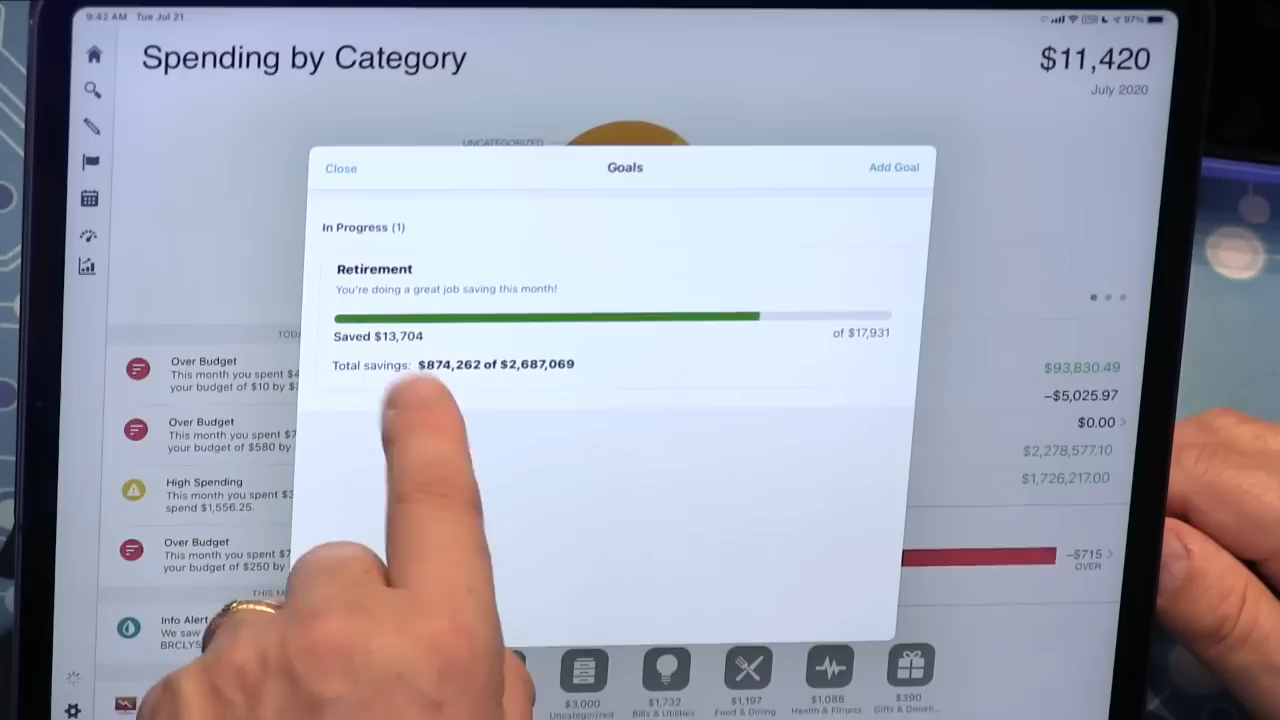 9:42 AM Tue Jul 21
97%
Spending by Category
$11,420
July 2020
UNCATEGORIZED
Close
Goals
Add Goal
In Progress (1)
Retirement
You're doing a great job saving this month!
Saved $13,704
of $17,931
Total savings: $874,262 of $2,687,069
Over Budget
This month you spent
your budget of $10 by
Over Budget
This month you spent
your budget of $580 by
High Spending
This month you spent
spend $1,556.25.
Over Budget
This month you spent
your budget of $250 by
Info Alert
We saw
BRCLYS
$93,830.49
−$5,025.97
$0.00
$2,278,577.10
$1,726,217.00
−$715
OVER
$3,000
Uncategorized
$1,732
Bills & Utilities
$1,197
Food & Dining
$1,088
Health & Fitness
$390
Gifts & Donati...